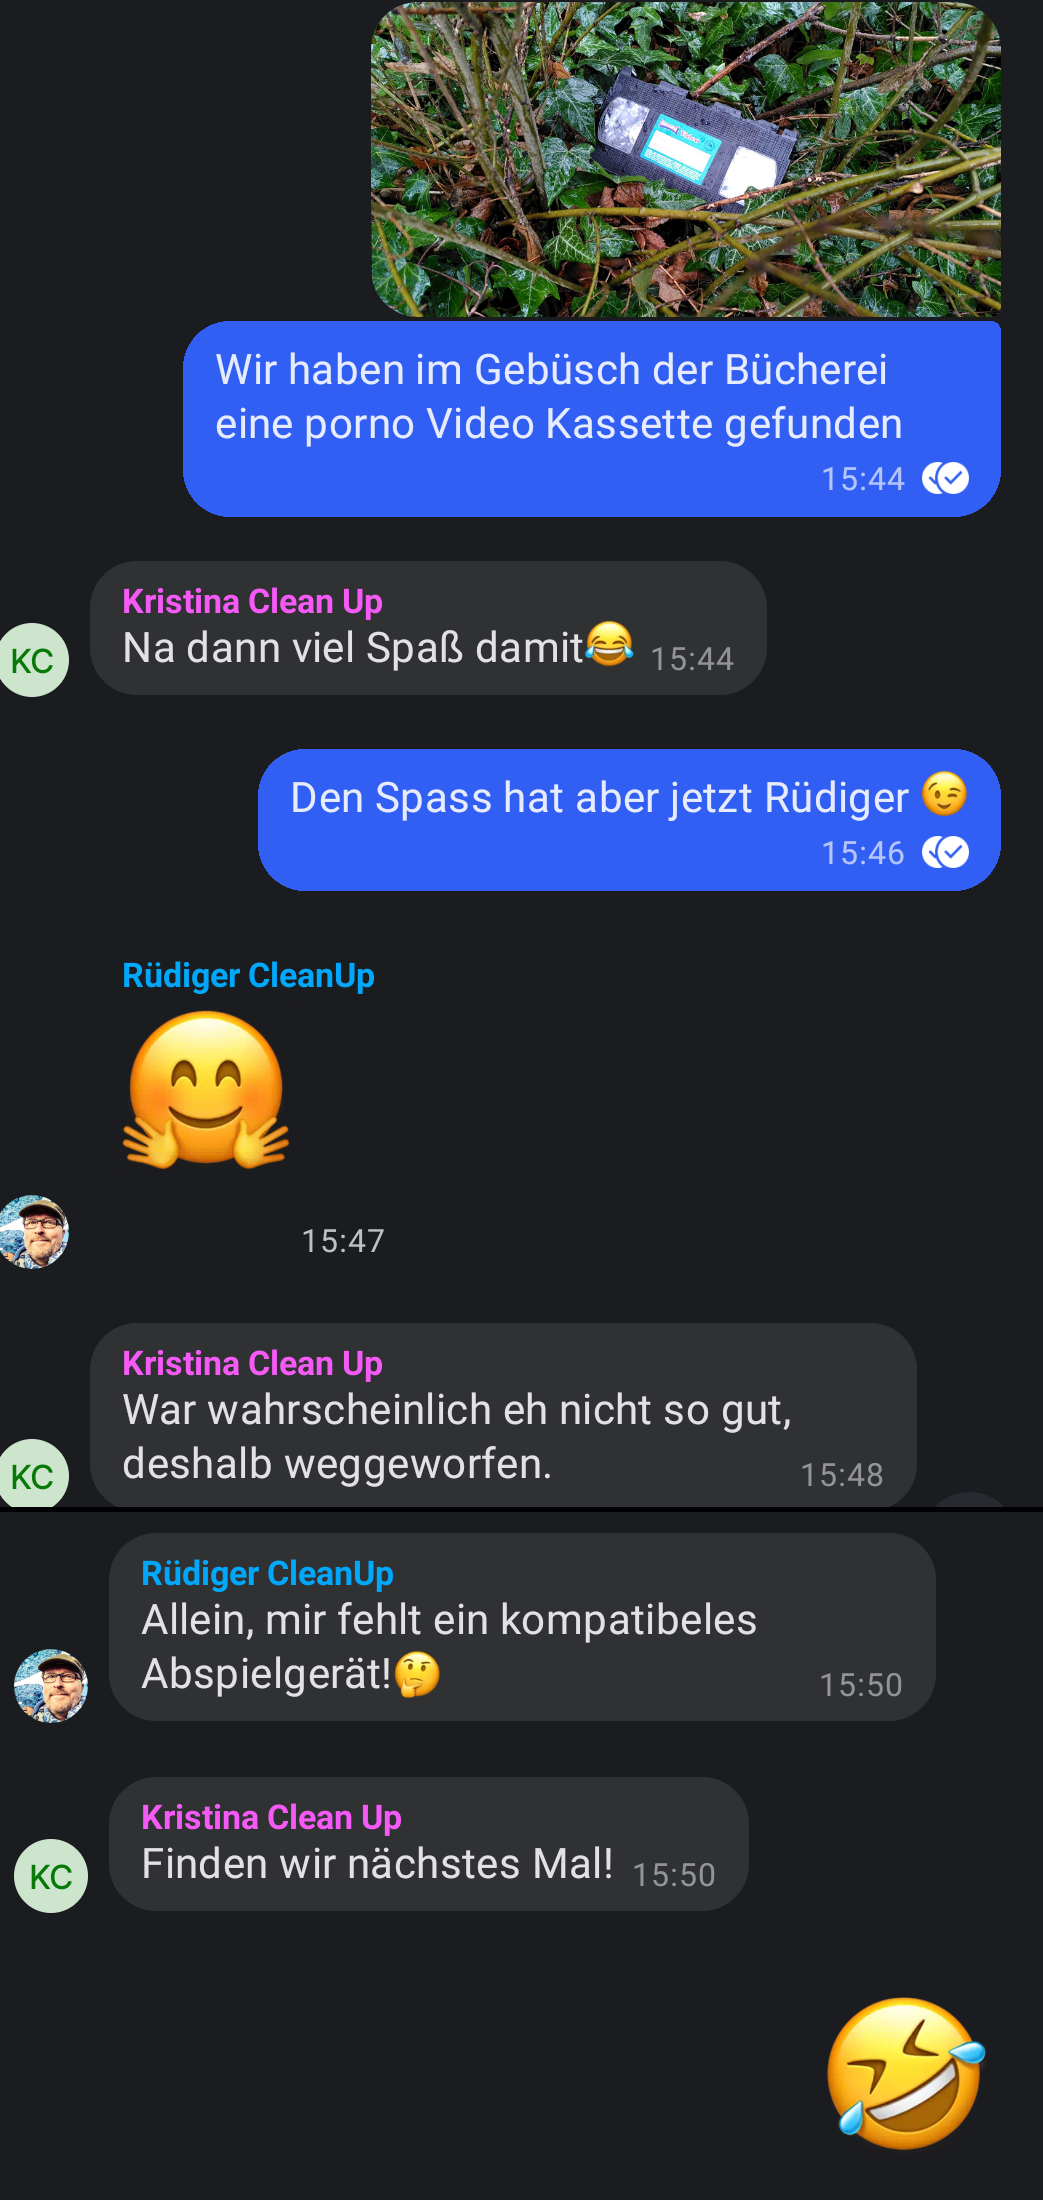 Video
Wir haben im Gebüsch der Bücherei
eine porno Video Kassette gefunden
15:44
Kristina Clean Up
KC
Na dann viel Spaß damit😂 15:44
Den Spass hat aber jetzt Rüdiger 😉
15:46
Rüdiger CleanUp
🤗
15:47
Kristina Clean Up
War wahrscheinlich eh nicht so gut,
KC
deshalb weggeworfen. 15:48
Rüdiger CleanUp
Allein, mir fehlt ein kompatibeles
Abspielgerät!🤔 15:50
Kristina Clean Up
KC
Finden wir nächstes Mal! 15:50
🤣